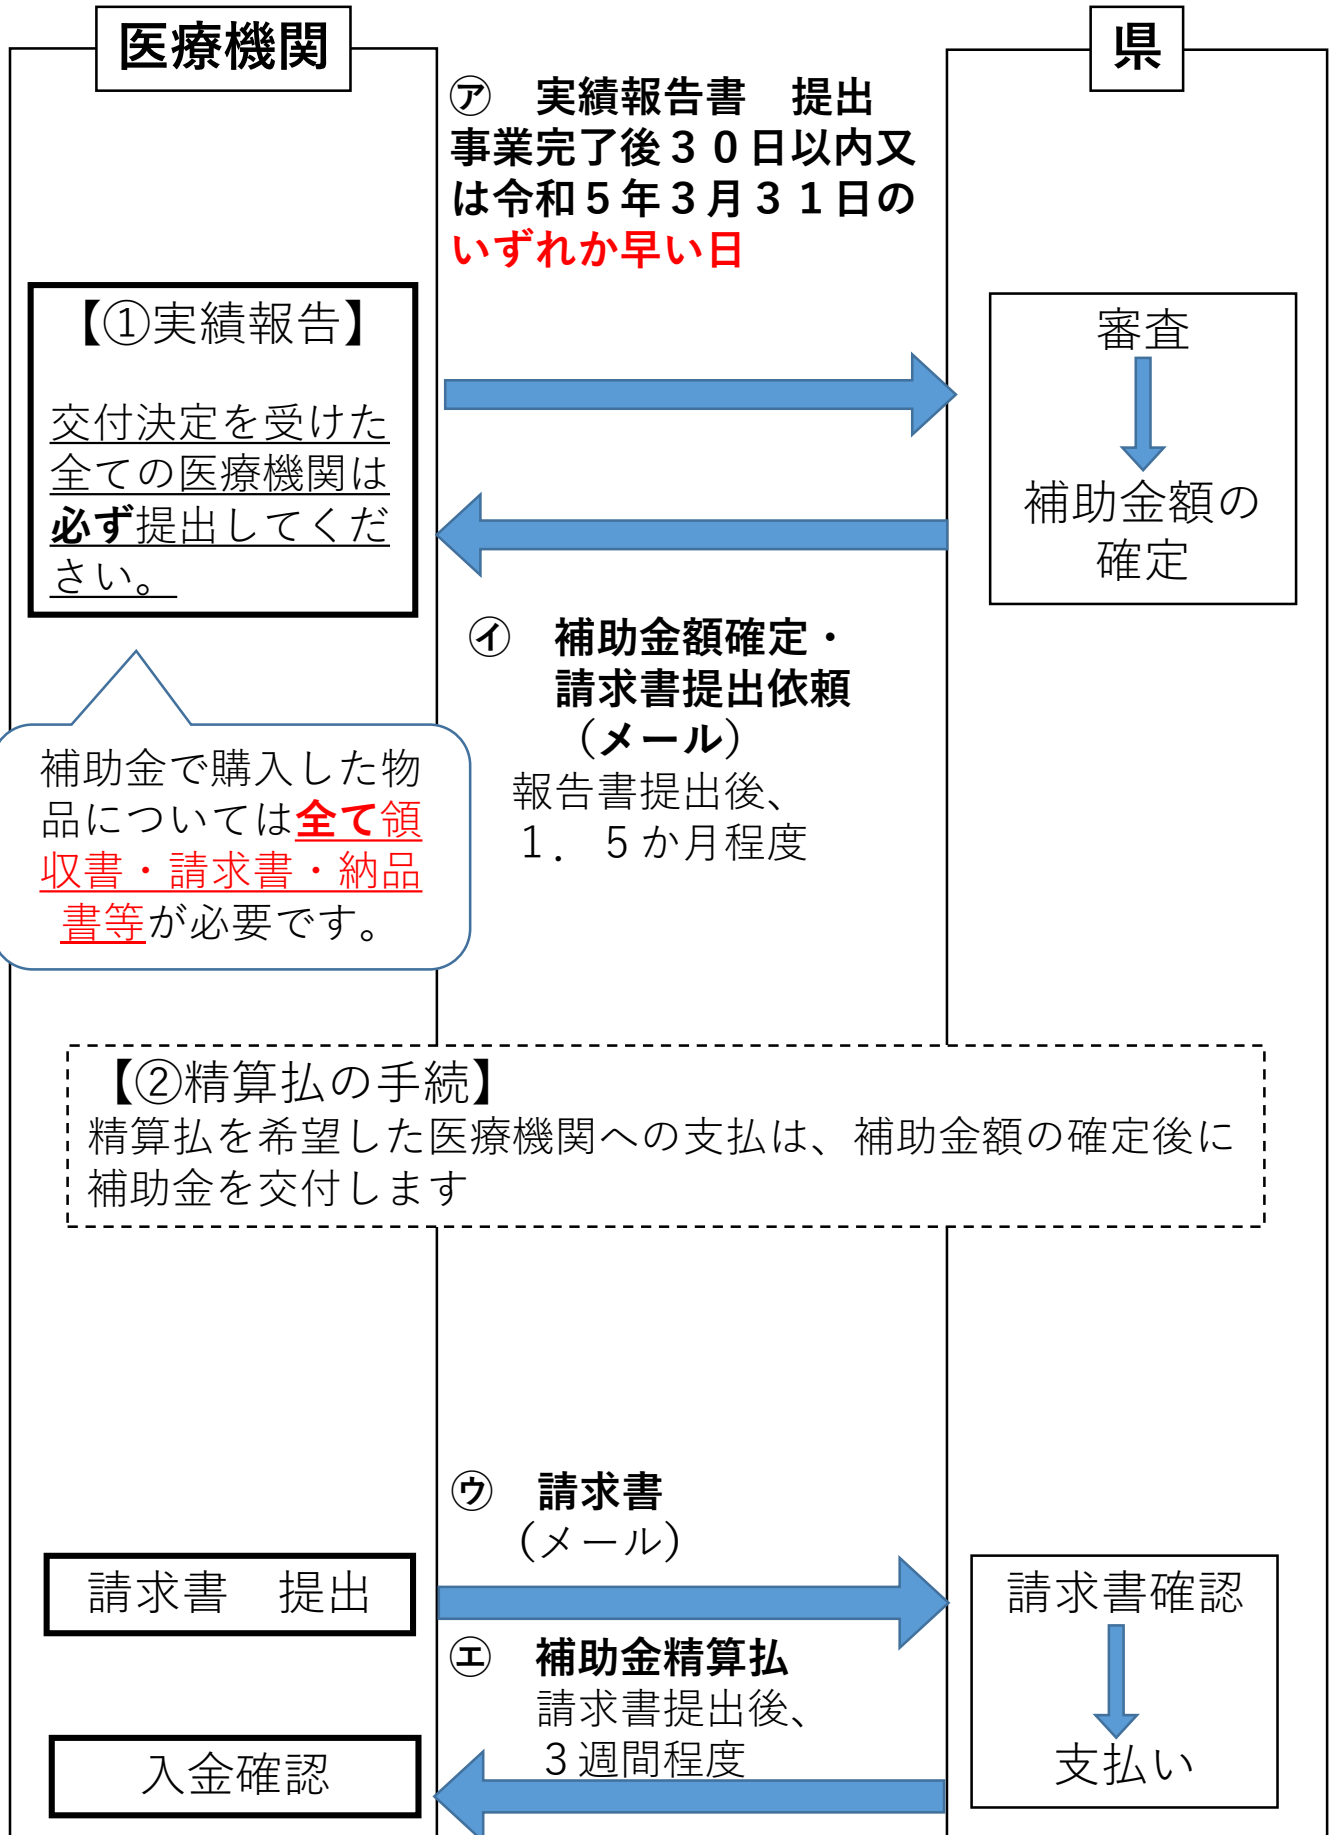 医療機関
県
㋐　実績報告書　提出
事業完了後３０日以内又
は令和５年３月３１日の
いずれか早い日
【①実績報告】
交付決定を受けた
全ての医療機関は
必ず提出してくだ
さい。
審査
補助金額の
確定
㋑　補助金額確定・
請求書提出依頼
（メール）
報告書提出後、
１．５か月程度
補助金で購入した物
品については全て領
収書・請求書・納品
書等が必要です。
【②精算払の手続】
精算払を希望した医療機関への支払は、補助金額の確定後に
補助金を交付します
㋒　請求書
（メール）
請求書　提出
請求書確認
㋓　補助金精算払
請求書提出後、
３週間程度
入金確認
支払い